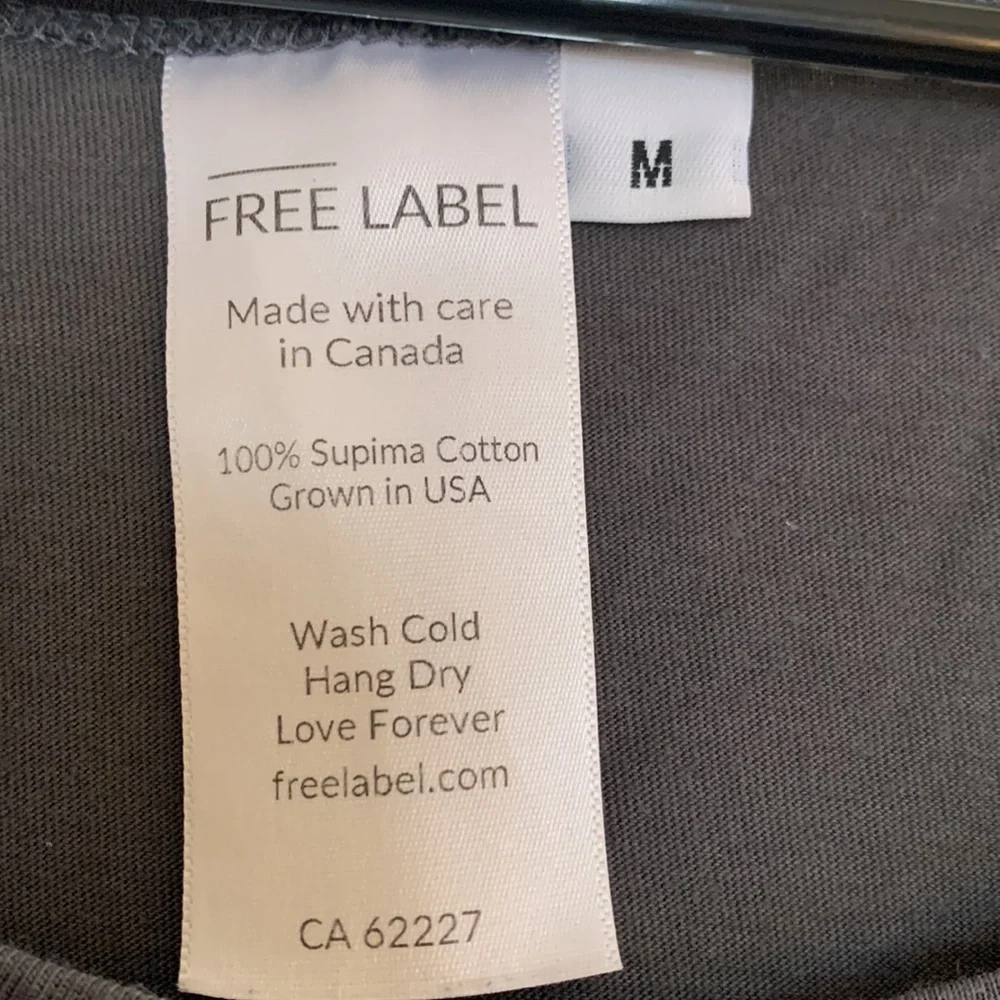 FREE LABEL
M
Made with care
in Canada
100% Supima Cotton
Grown in USA
Wash Cold
Hang Dry
Love Forever
freelabel.com
CA 62227